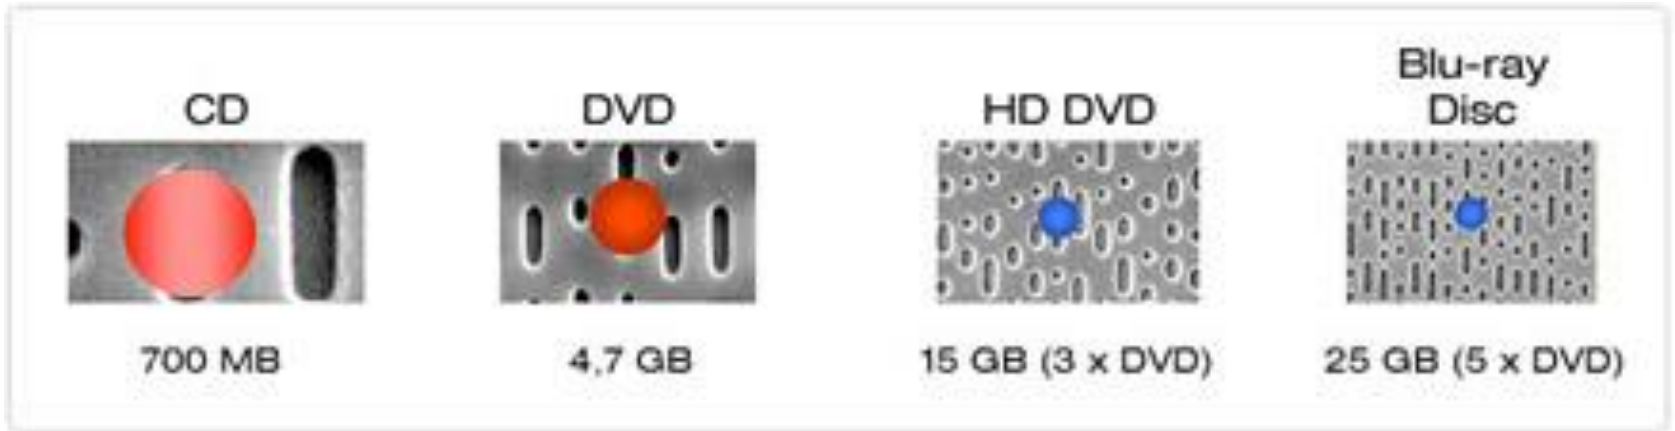 CD
DVD
HD DVD
Blu-ray
Disc
700 MB
4,7 GB
15 GB (3 x DVD)
25 GB (5 x DVD)